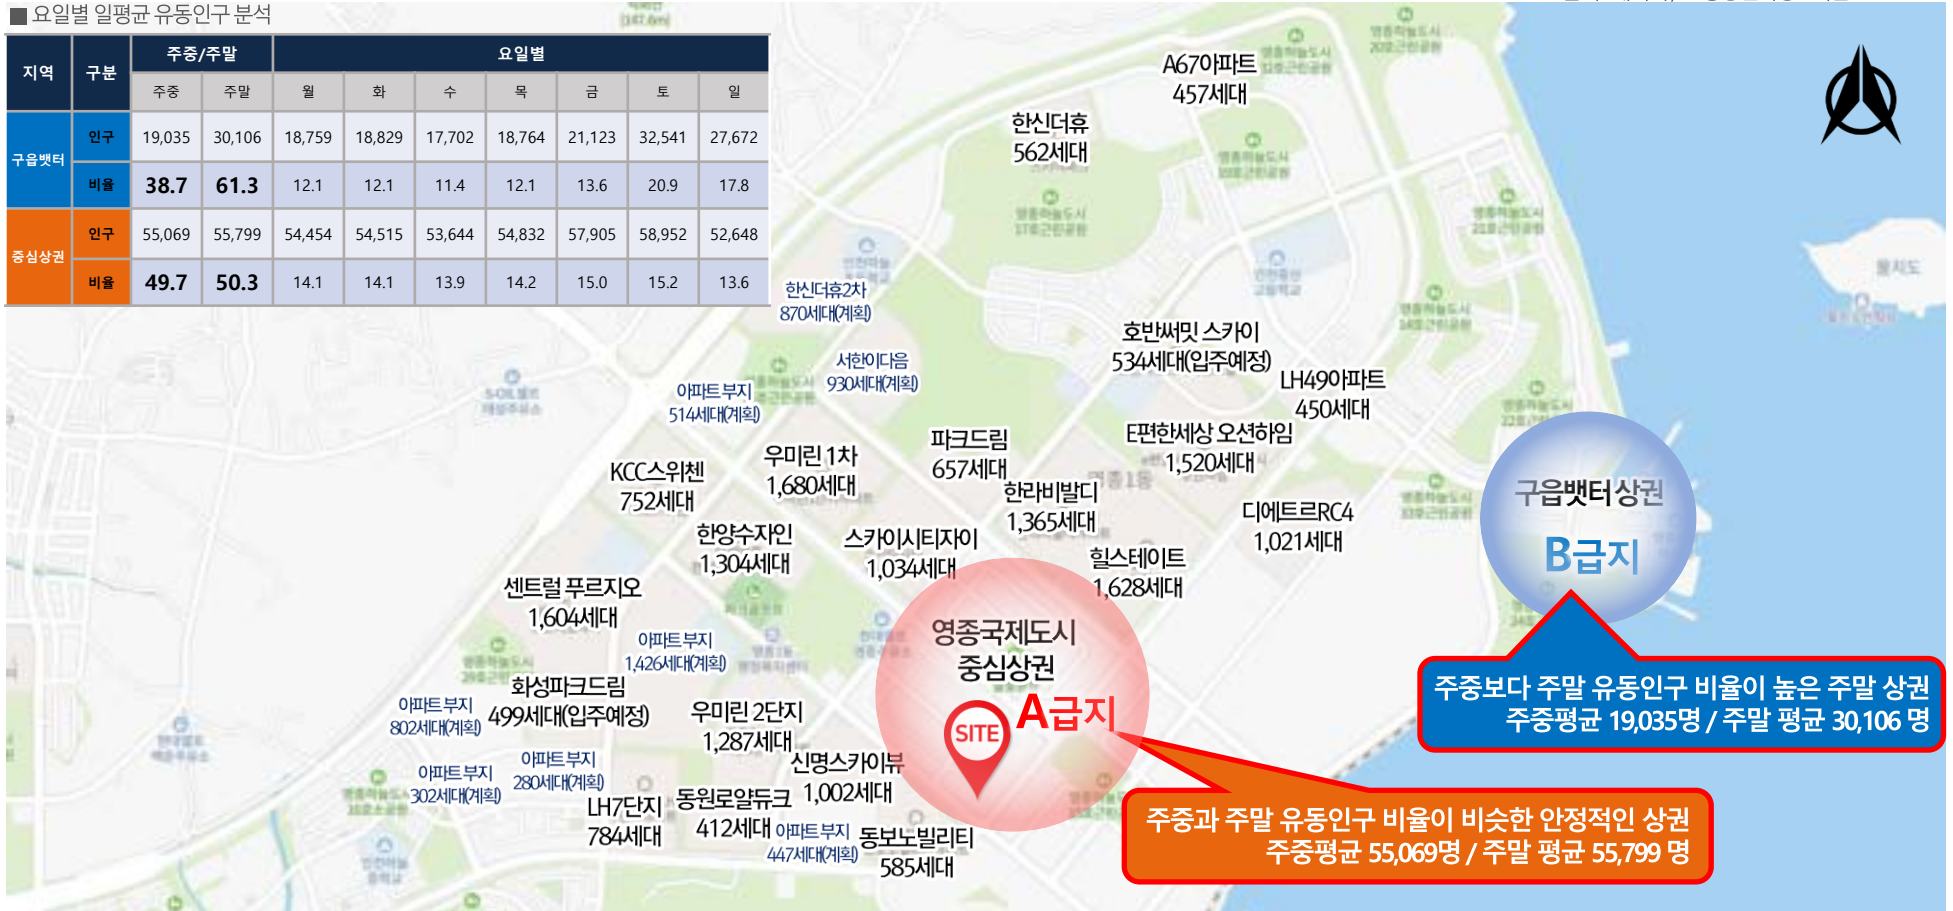 ■ 요일별 일평균 유동인구 분석
지역 구분 주중/주말 요일별
주중 주말 월 화 수 목 금 토 일
구읍뱃터 인구 19,035 30,106 18,759 18,829 17,702 18,764 21,123 32,541 27,672
비율 38.7 61.3 12.1 12.1 11.4 12.1 13.6 20.9 17.8
중심상권 인구 55,069 55,799 54,454 54,515 53,644 54,832 57,905 58,952 52,648
비율 49.7 50.3 14.1 14.1 13.9 14.2 15.0 15.2 13.6
A67아파트
457세대
한신더휴
562세대
한신더휴2차
870세대(계획)
서한이다음
930세대(계획)
아파트 부지
514세대(계획)
호반써밋 스카이
534세대(입주예정)
LH49아파트
450세대
E편한세상 오션하임
1,520세대
파크드림
657세대
우미린 1차
1,680세대
KCC스위첸
752세대
한라비발디
1,365세대
디에트르RC4
1,021세대
한양수자인
1,304세대
스카이시티자이
1,034세대
힐스테이트
1,628세대
센트럴 푸르지오
1,604세대
아파트 부지
1,426세대(계획)
화성파크드림
499세대(입주예정)
아파트 부지
802세대(계획)
우미린 2단지
1,287세대
아파트 부지
280세대(계획)
아파트 부지
302세대(계획)
신명스카이뷰
1,002세대
LH7단지
784세대
동원로얄듀크
412세대
아파트 부지
447세대(계획)
동보노빌리티
585세대
영종국제도시
중심상권
A급지
SITE
구읍뱃터 상권
B급지
주중보다 주말 유동인구 비율이 높은 주말 상권
주중평균 19,035명 / 주말 평균 30,106 명
주중과 주말 유동인구 비율이 비슷한 안정적인 상권
주중평균 55,069명 / 주말 평균 55,799 명
영종1동
물치도